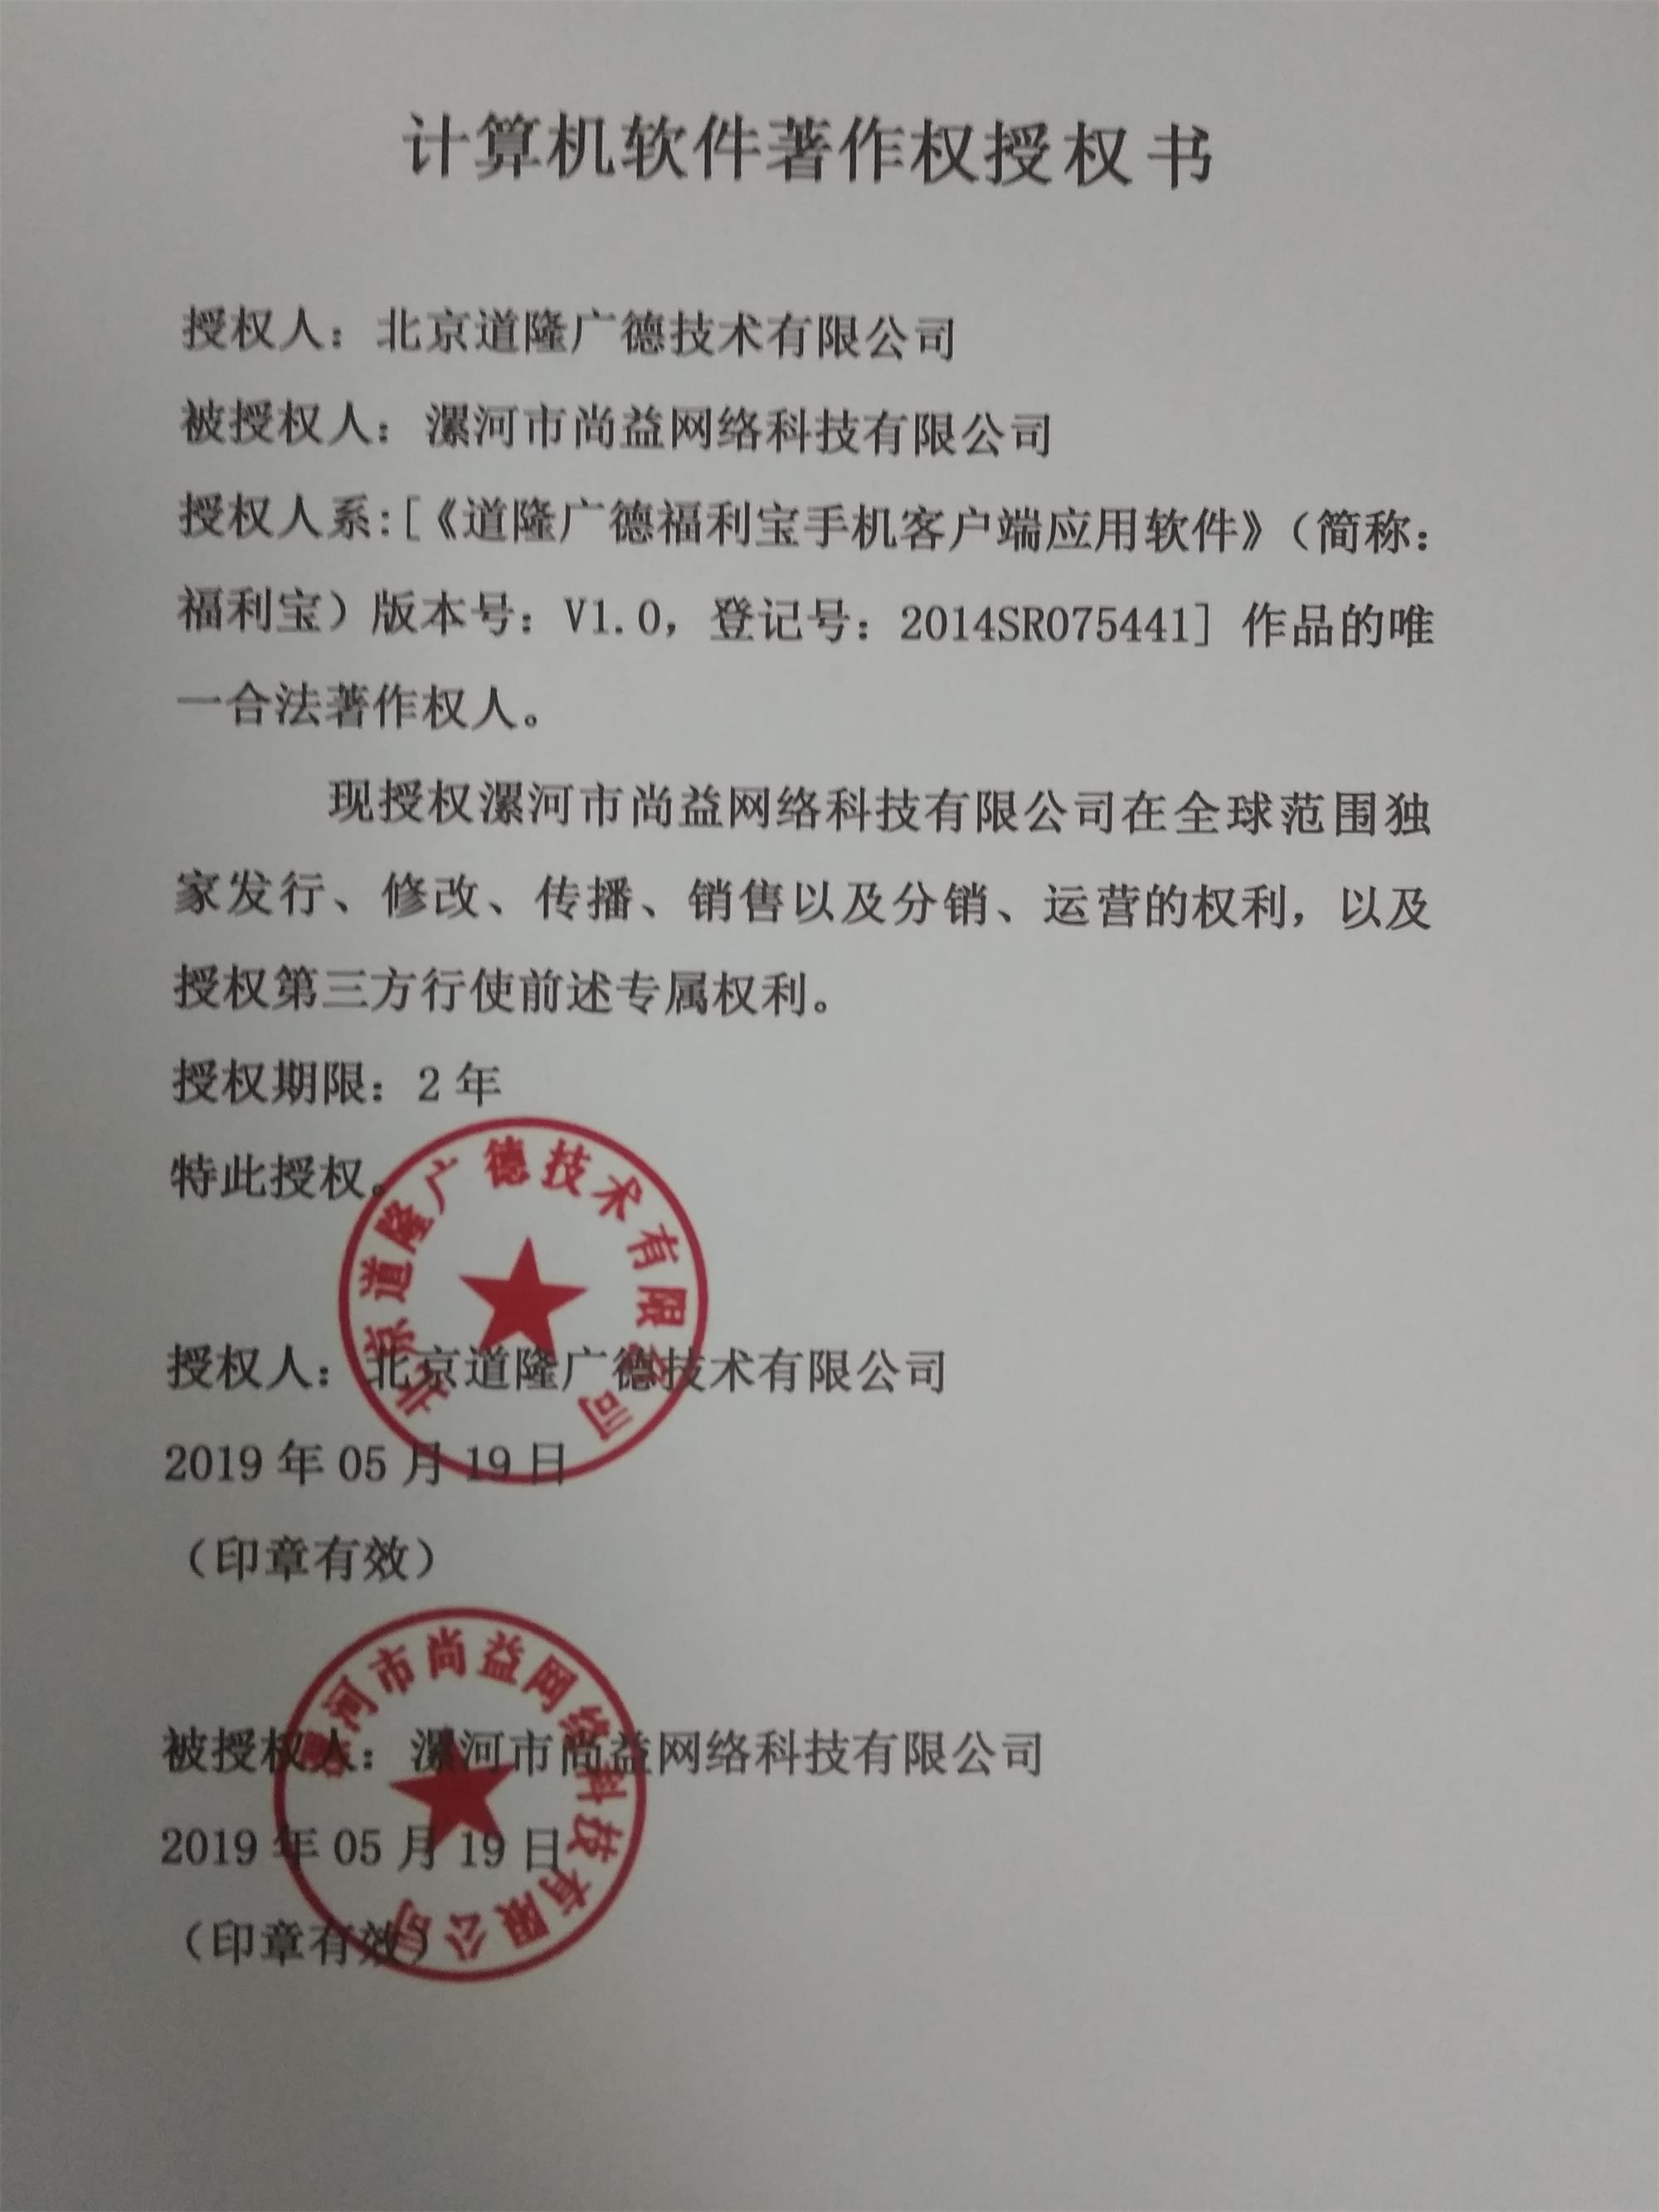 计算机软件著作权授权书
授权人：北京道隆广德技术有限公司
被授权人：漯河市尚益网络科技有限公司
授权人系:[《道隆广德福利宝手机客户端应用软件》（简称：
福利宝）版本号：V1.0，登记号：2014SR075441] 作品的唯
一合法著作权人。
现授权漯河市尚益网络科技有限公司在全球范围独
家发行、修改、传播、销售以及分销、运营的权利，以及
授权第三方行使前述专属权利。
授权期限：2 年
特此授权。
北京道隆广德技术有限公司
授权人：北京道隆广德技术有限公司
2019 年 05 月 19 日
（印章有效）
漯河市尚益网络科技有限公司
被授权人：漯河市尚益网络科技有限公司
2019 年 05 月 19 日
（印章有效）